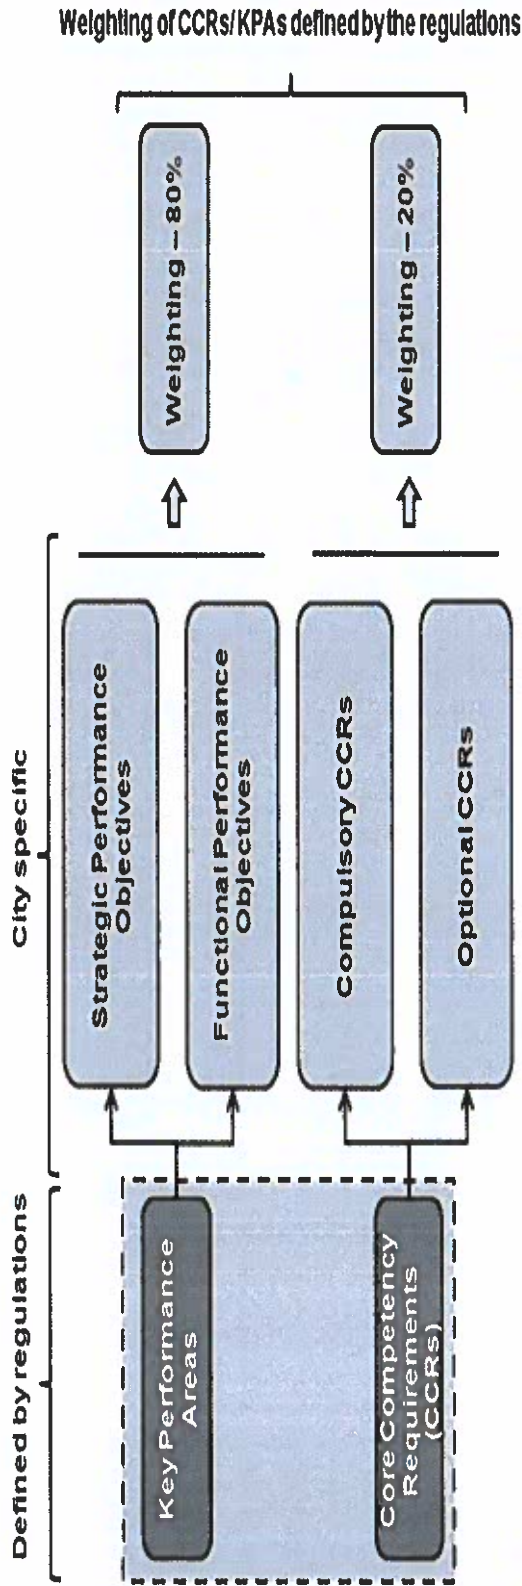 Defined by regulations
City specific
Weighting of CCRs/KPAs defined by the regulations
Key Performance
Areas
Strategic Performance
Objectives
Functional Performance
Objectives
Weighting – 80%
Core Competency
Requirements
(CCRs)
Compulsory CCRs
Optional CCRs
Weighting – 20%